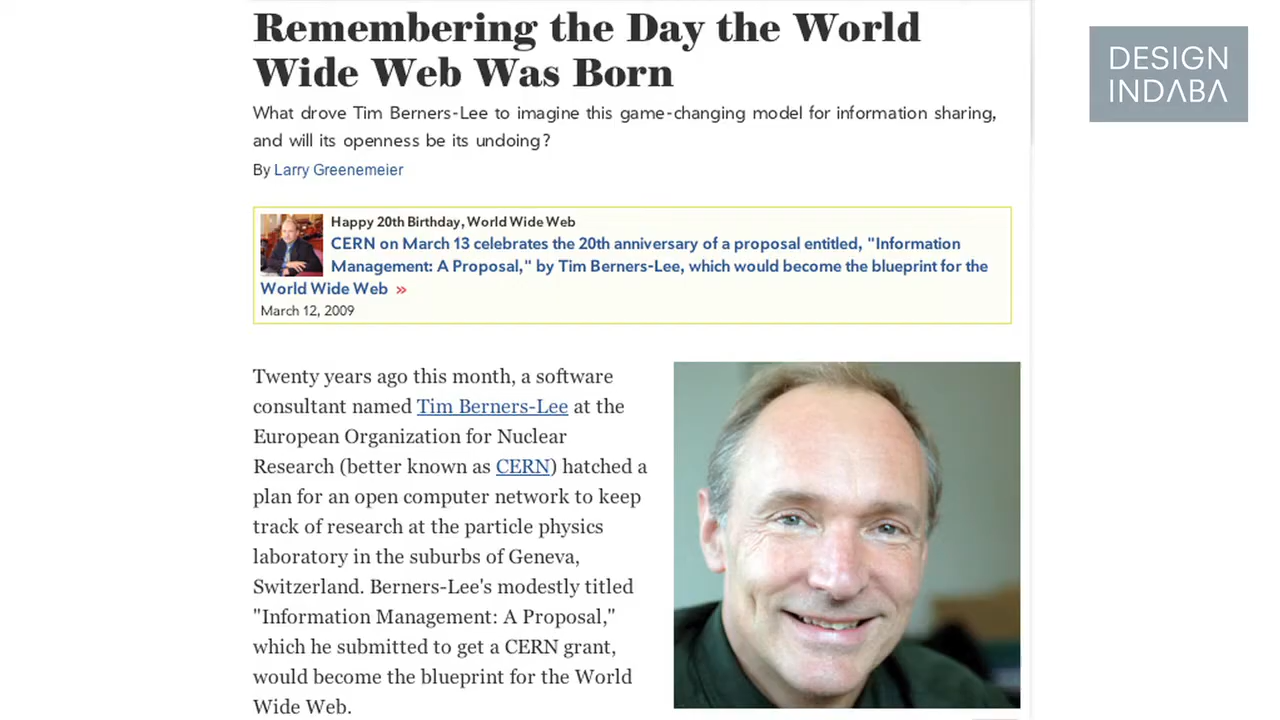 Remembering the Day the World
Wide Web Was Born
What drove Tim Berners-Lee to imagine this game-changing model for information sharing,
and will its openness be its undoing?
By Larry Greenemeier
Happy 20th Birthday, World Wide Web
CERN on March 13 celebrates the 20th anniversary of a proposal entitled, "Information
Management: A Proposal," by Tim Berners-Lee, which would become the blueprint for the
World Wide Web »
March 12, 2009
Twenty years ago this month, a software
consultant named Tim Berners-Lee at the
European Organization for Nuclear
Research (better known as CERN) hatched a
plan for an open computer network to keep
track of research at the particle physics
laboratory in the suburbs of Geneva,
Switzerland. Berners-Lee's modestly titled
"Information Management: A Proposal,"
which he submitted to get a CERN grant,
would become the blueprint for the World
Wide Web.
DESIGN
INDABA